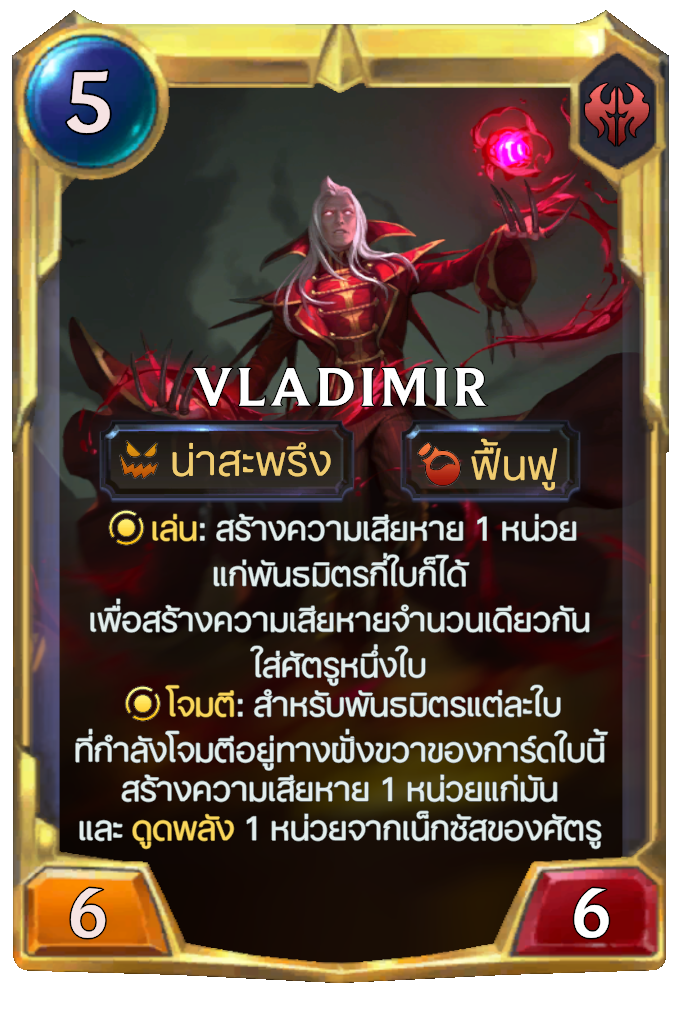 5
VLADIMIR
น่าสะพรึง ฟื้นฟู
เล่น: สร้างความเสียหาย 1 หน่วย
แก่พันธมิตรกี่ใบก็ได้
เพื่อสร้างความเสียหายจำนวนเดียวกัน
ใส่ศัตรูหนึ่งใบ
โจมตี: สำหรับพันธมิตรแต่ละใบ
ที่กำลังโจมตีอยู่ทางฝั่งขวาของการ์ดใบนี้
สร้างความเสียหาย 1 หน่วยแก่มัน
และ ดูดพลัง 1 หน่วยจากเน็กซัสของศัตรู
6 6